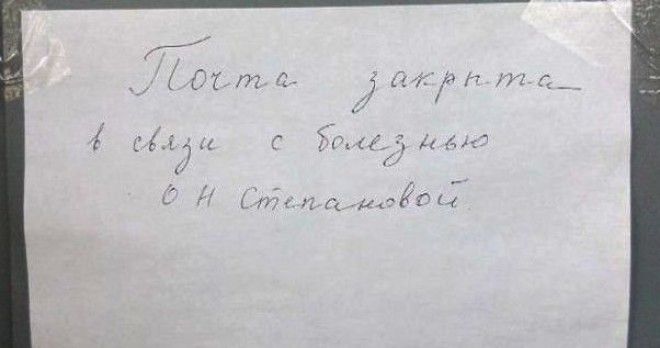 Почта закрыта
в связи с болезнью
О Н Степановой.